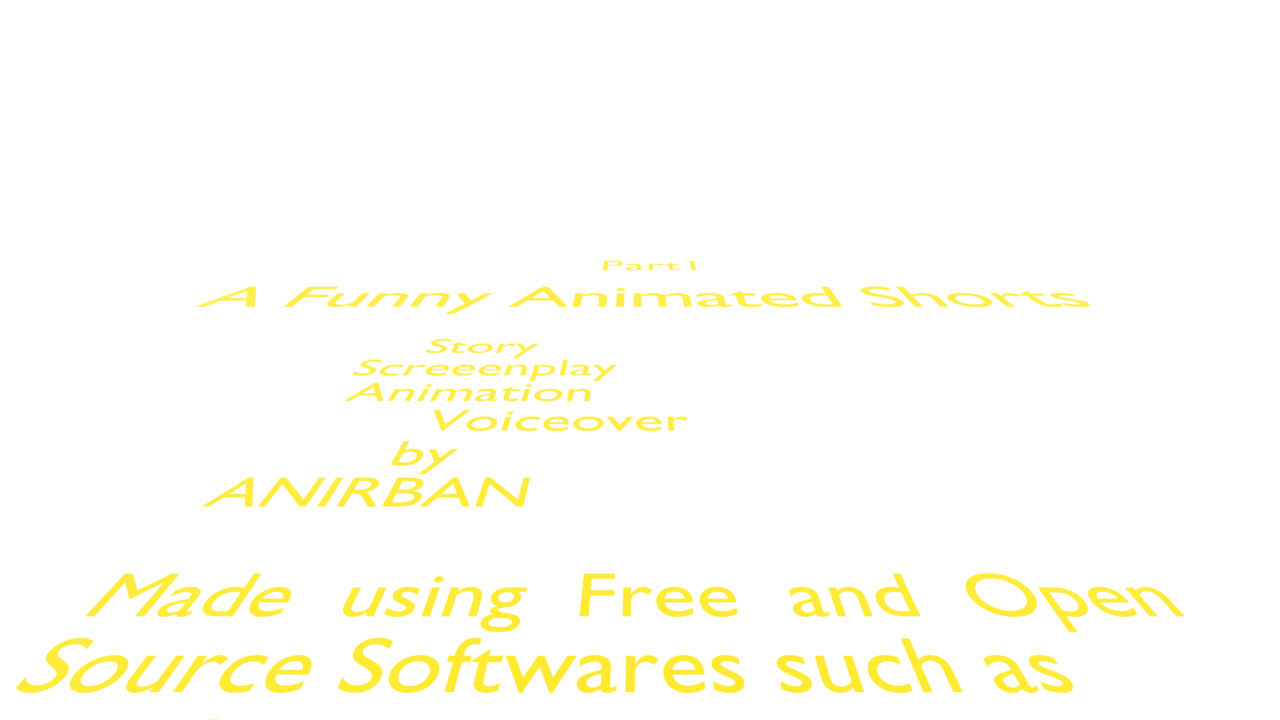 Part I
A Funny Animated Shorts
Story
Screeenplay
Animation
Voiceover
by
ANIRBAN
Made using Free and Open
Source Softwares such as